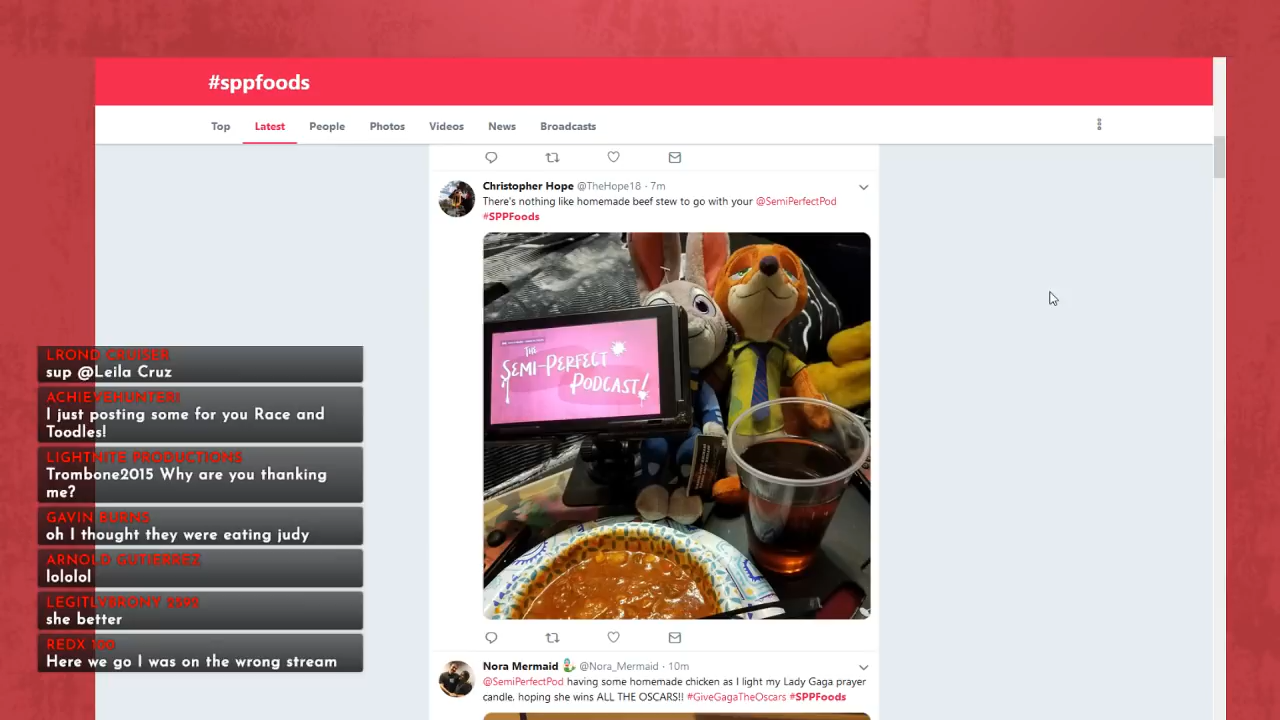 #sppfoods
Top Latest People Photos Videos News Broadcasts
Christopher Hope @TheHope18 · 7m
There's nothing like homemade beef stew to go with your @SemiPerfectPod
#SPPFoods
THE
SEMI-PERFECT
PODCAST!
LROND CRUISER
sup @Leila Cruz
ACHIEVEHUNTER1
I just posting some for you Race and
Toodles!
LIGHTNITE PRODUCTIONS
Trombone2015 Why are you thanking
me?
GAVIN BURNS
oh I thought they were eating judy
ARNOLD GUTIERREZ
lololol
LEGITLYBRONY 2592
she better
REDX 100
Here we go I was on the wrong stream
Nora Mermaid @Nora_Mermaid · 10m
@SemiPerfectPod having some homemade chicken as I light my Lady Gaga prayer
candle, hoping she wins ALL THE OSCARS!! #GiveGagaTheOscars #SPPFoods